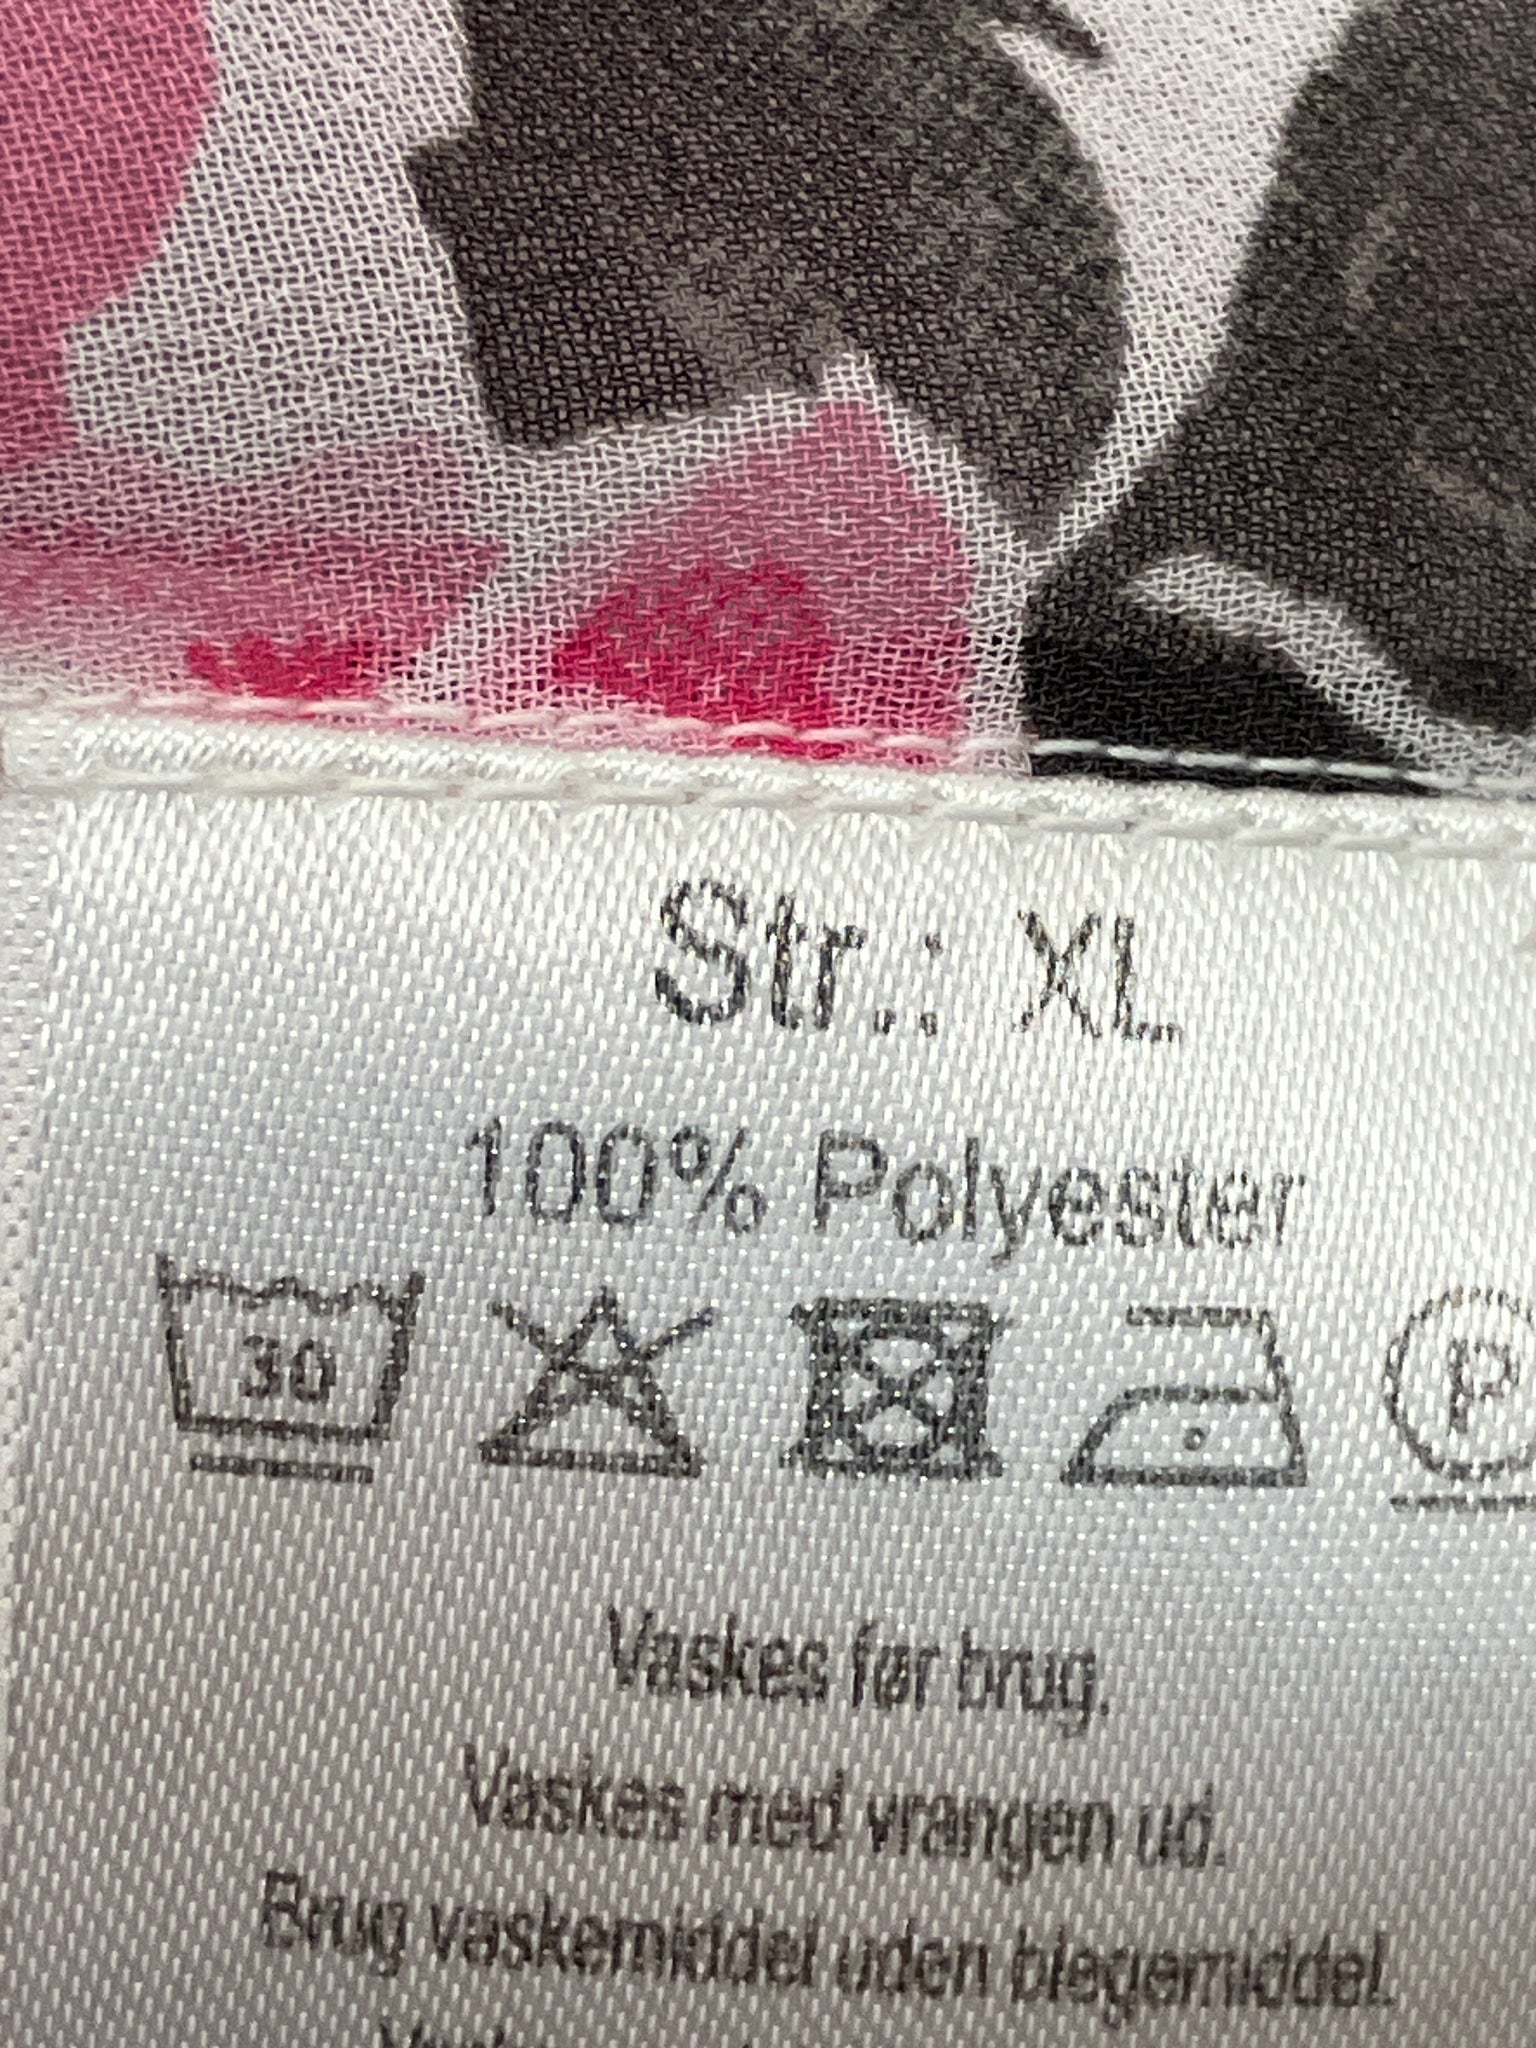 Str.: XL
100% Polyester
30 P
Vaskes før brug.
Vaskes med vrangen ud.
Brug vaskemiddel uden blegemiddel.